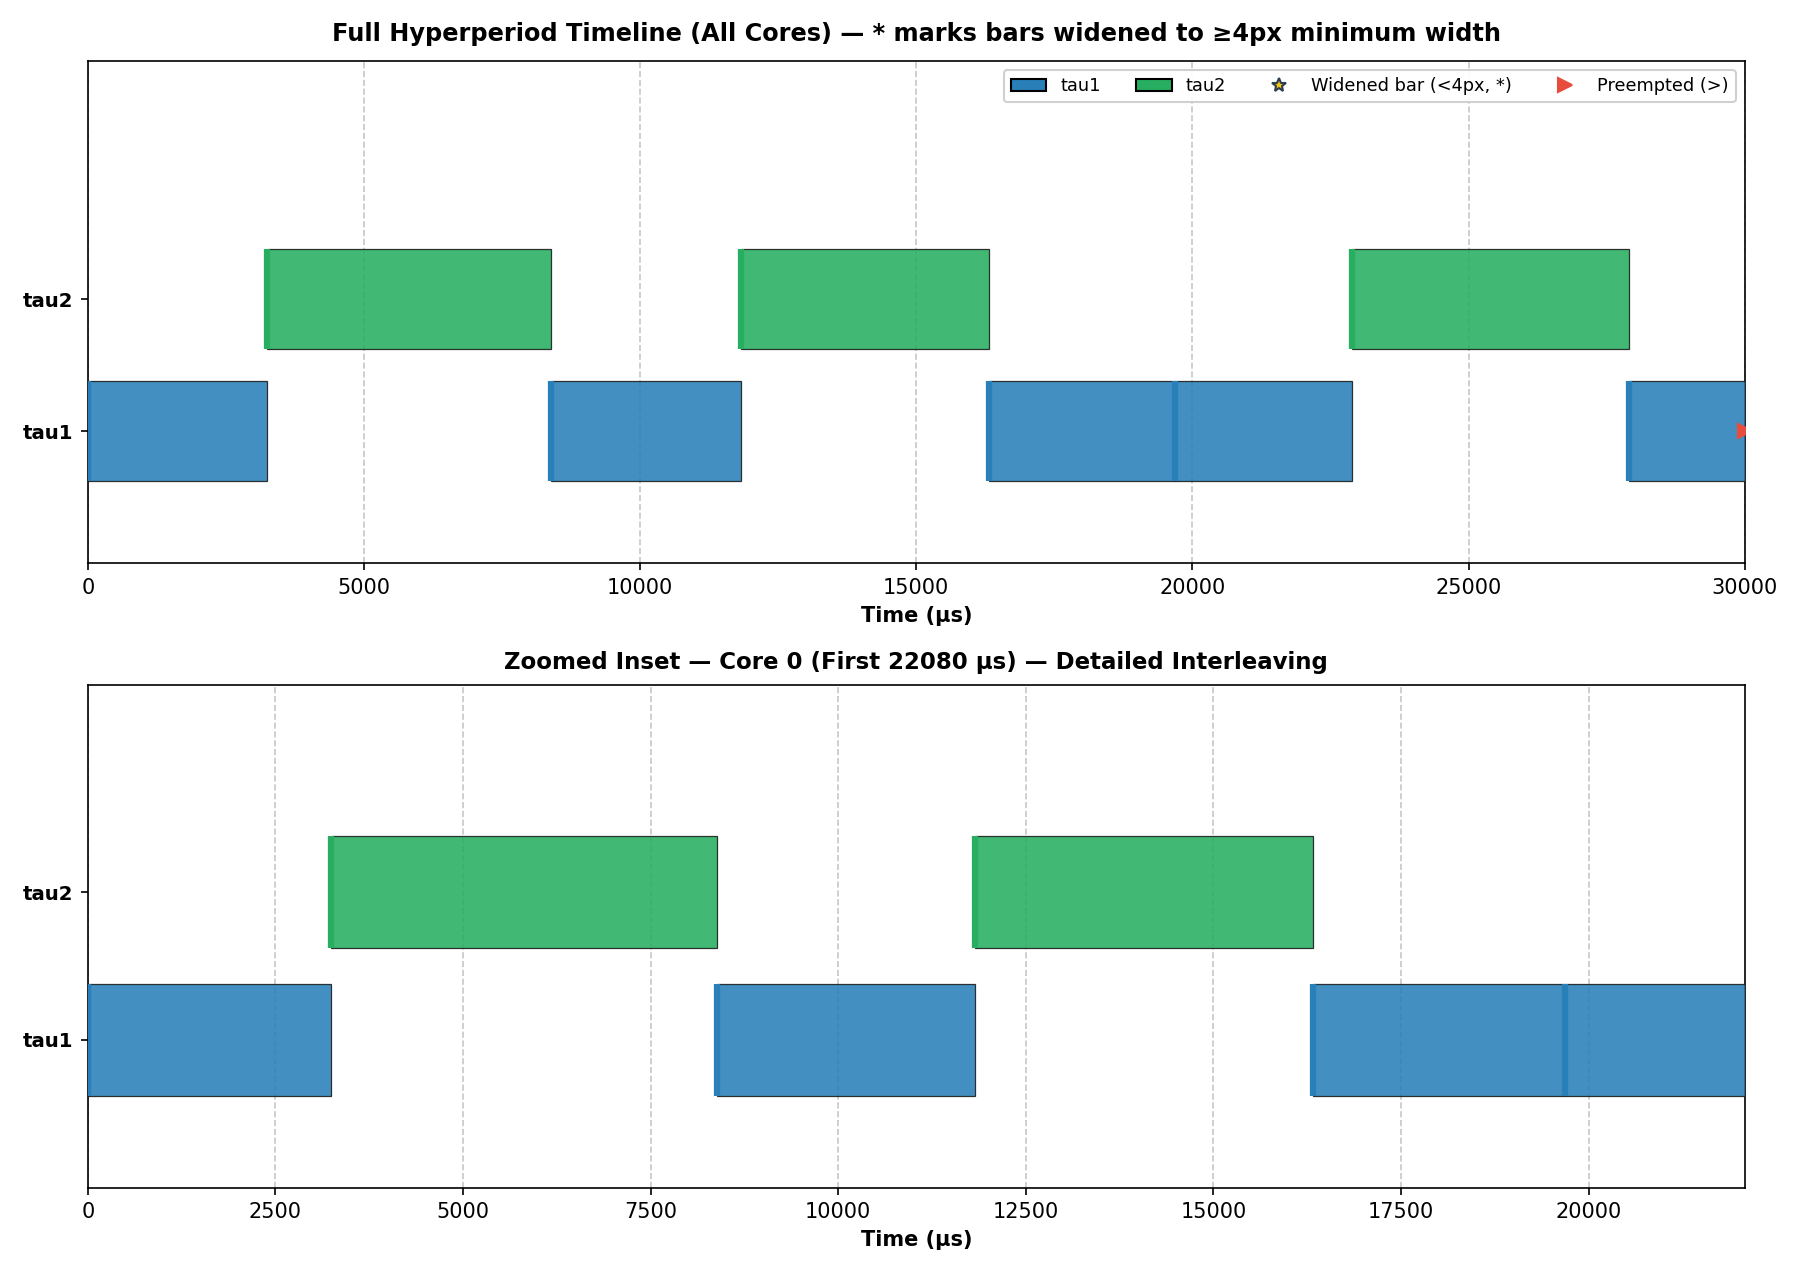 Full Hyperperiod Timeline (All Cores) — * marks bars widened to ≥4px minimum width
tau1 tau2 Widened bar (<4px, *) Preempted (>)
tau2
tau1
0 5000 10000 15000 20000 25000 30000
Time (µs)
Zoomed Inset — Core 0 (First 22080 µs) — Detailed Interleaving
tau2
tau1
0 2500 5000 7500 10000 12500 15000 17500 20000
Time (µs)